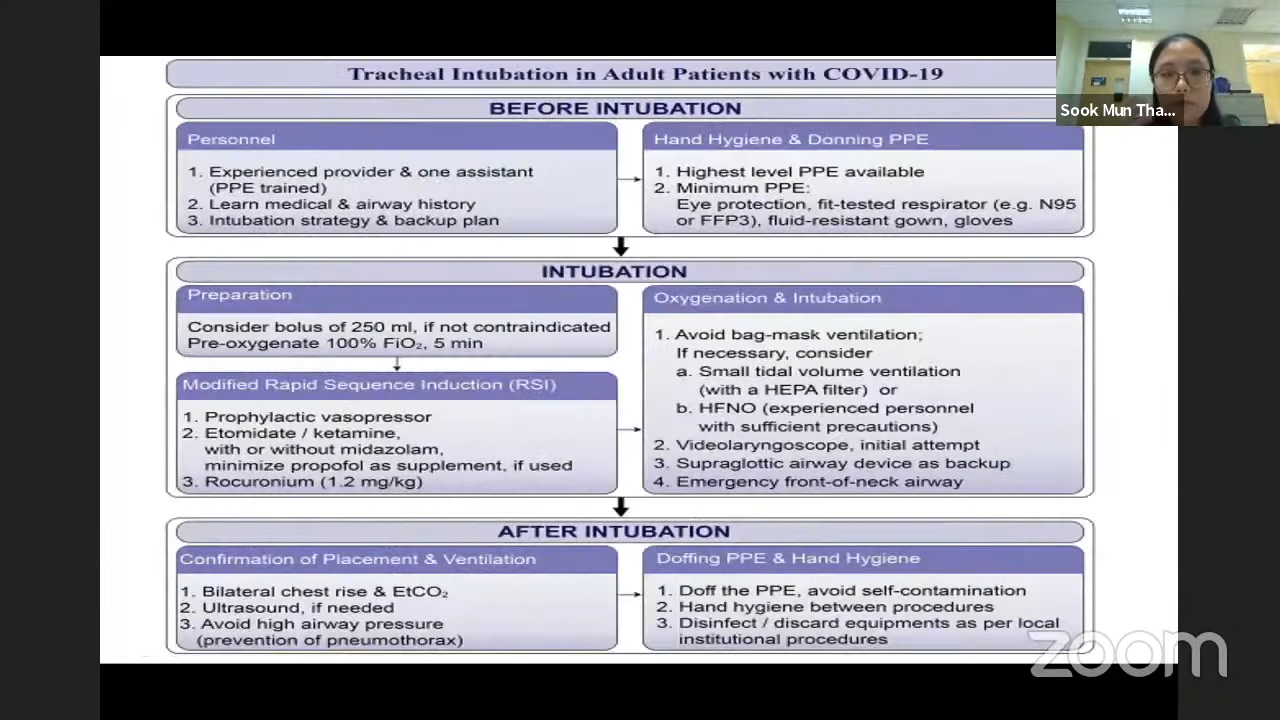 Tracheal Intubation in Adult Patients with COVID-19
BEFORE INTUBATION
Personnel
1. Experienced provider & one assistant
(PPE trained)
2. Learn medical & airway history
3. Intubation strategy & backup plan
Hand Hygiene & Donning PPE
1. Highest level PPE available
2. Minimum PPE:
Eye protection, fit-tested respirator (e.g. N95
or FFP3), fluid-resistant gown, gloves
INTUBATION
Preparation
Consider bolus of 250 ml, if not contraindicated
Pre-oxygenate 100% FiO₂, 5 min
Modified Rapid Sequence Induction (RSI)
1. Prophylactic vasopressor
2. Etomidate / ketamine,
with or without midazolam,
minimize propofol as supplement, if used
3. Rocuronium (1.2 mg/kg)
Oxygenation & Intubation
1. Avoid bag-mask ventilation;
If necessary, consider
a. Small tidal volume ventilation
(with a HEPA filter) or
b. HFNO (experienced personnel
with sufficient precautions)
2. Videolaryngoscope, initial attempt
3. Supraglottic airway device as backup
4. Emergency front-of-neck airway
AFTER INTUBATION
Confirmation of Placement & Ventilation
1. Bilateral chest rise & EtCO₂
2. Ultrasound, if needed
3. Avoid high airway pressure
(prevention of pneumothorax)
Doffing PPE & Hand Hygiene
1. Doff the PPE, avoid self-contamination
2. Hand hygiene between procedures
3. Disinfect / discard equipments as per local
institutional procedures
Sook Mun Tha...
zoom